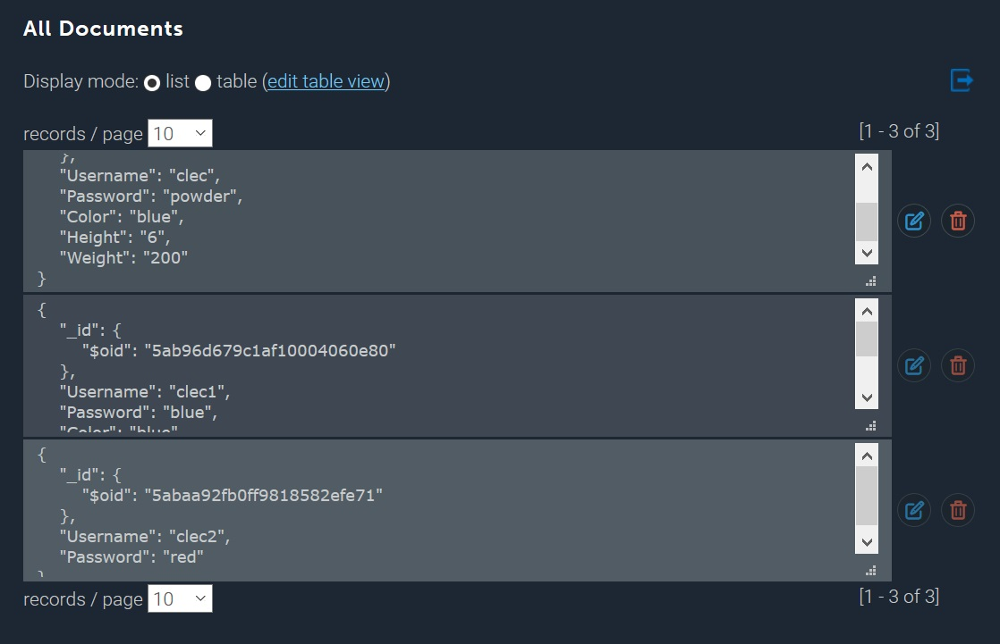 All Documents
Display mode: list table (edit table view)
records / page 10 [1 - 3 of 3]
},
"Username": "clec",
"Password": "powder",
"Color": "blue",
"Height": "6",
"Weight": "200"
}
{
"_id": {
"$oid": "5ab96d679c1af10004060e80"
},
"Username": "clec1",
"Password": "blue",
"Color": "blue"
{
"_id": {
"$oid": "5abaa92fb0ff9818582efe71"
},
"Username": "clec2",
"Password": "red"
}
records / page 10 [1 - 3 of 3]